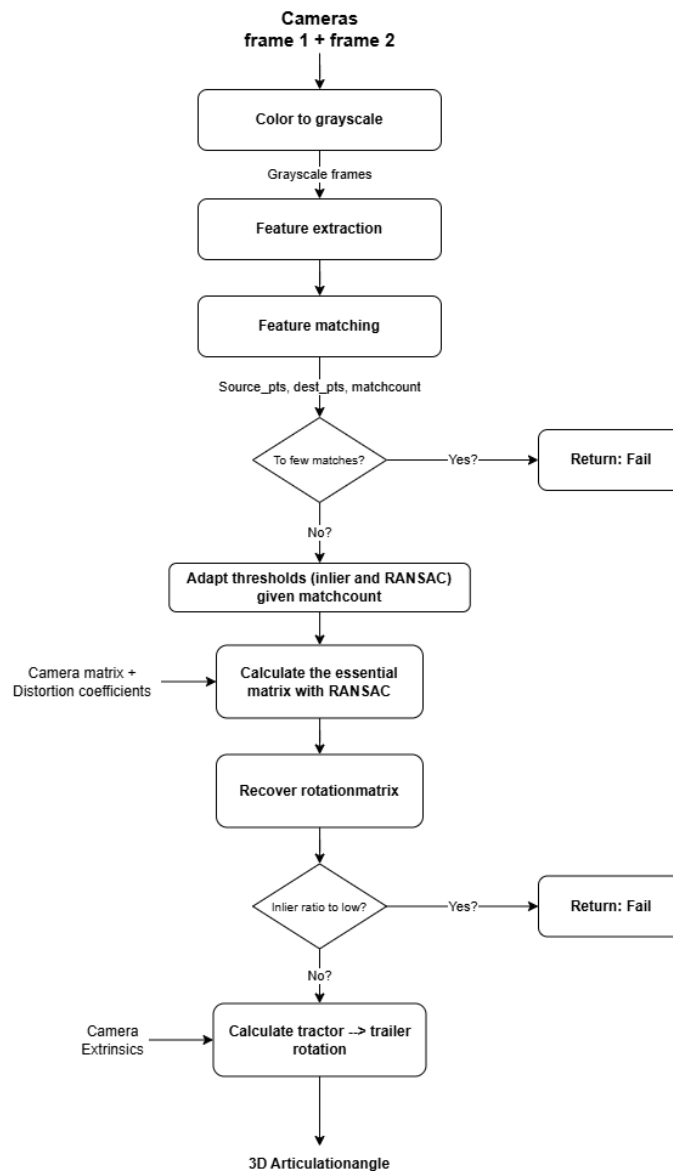 Cameras
frame 1 + frame 2
Color to grayscale
Grayscale frames
Feature extraction
Feature matching
Source_pts, dest_pts, matchcount
To few matches?
Yes?
Return: Fail
No?
Adapt thresholds (inlier and RANSAC)
given matchcount
Camera matrix +
Distortion coefficients
Calculate the essential
matrix with RANSAC
Recover rotationmatrix
Inlier ratio to low?
Yes?
Return: Fail
No?
Camera
Extrinsics
Calculate tractor --> trailer
rotation
3D Articulationangle